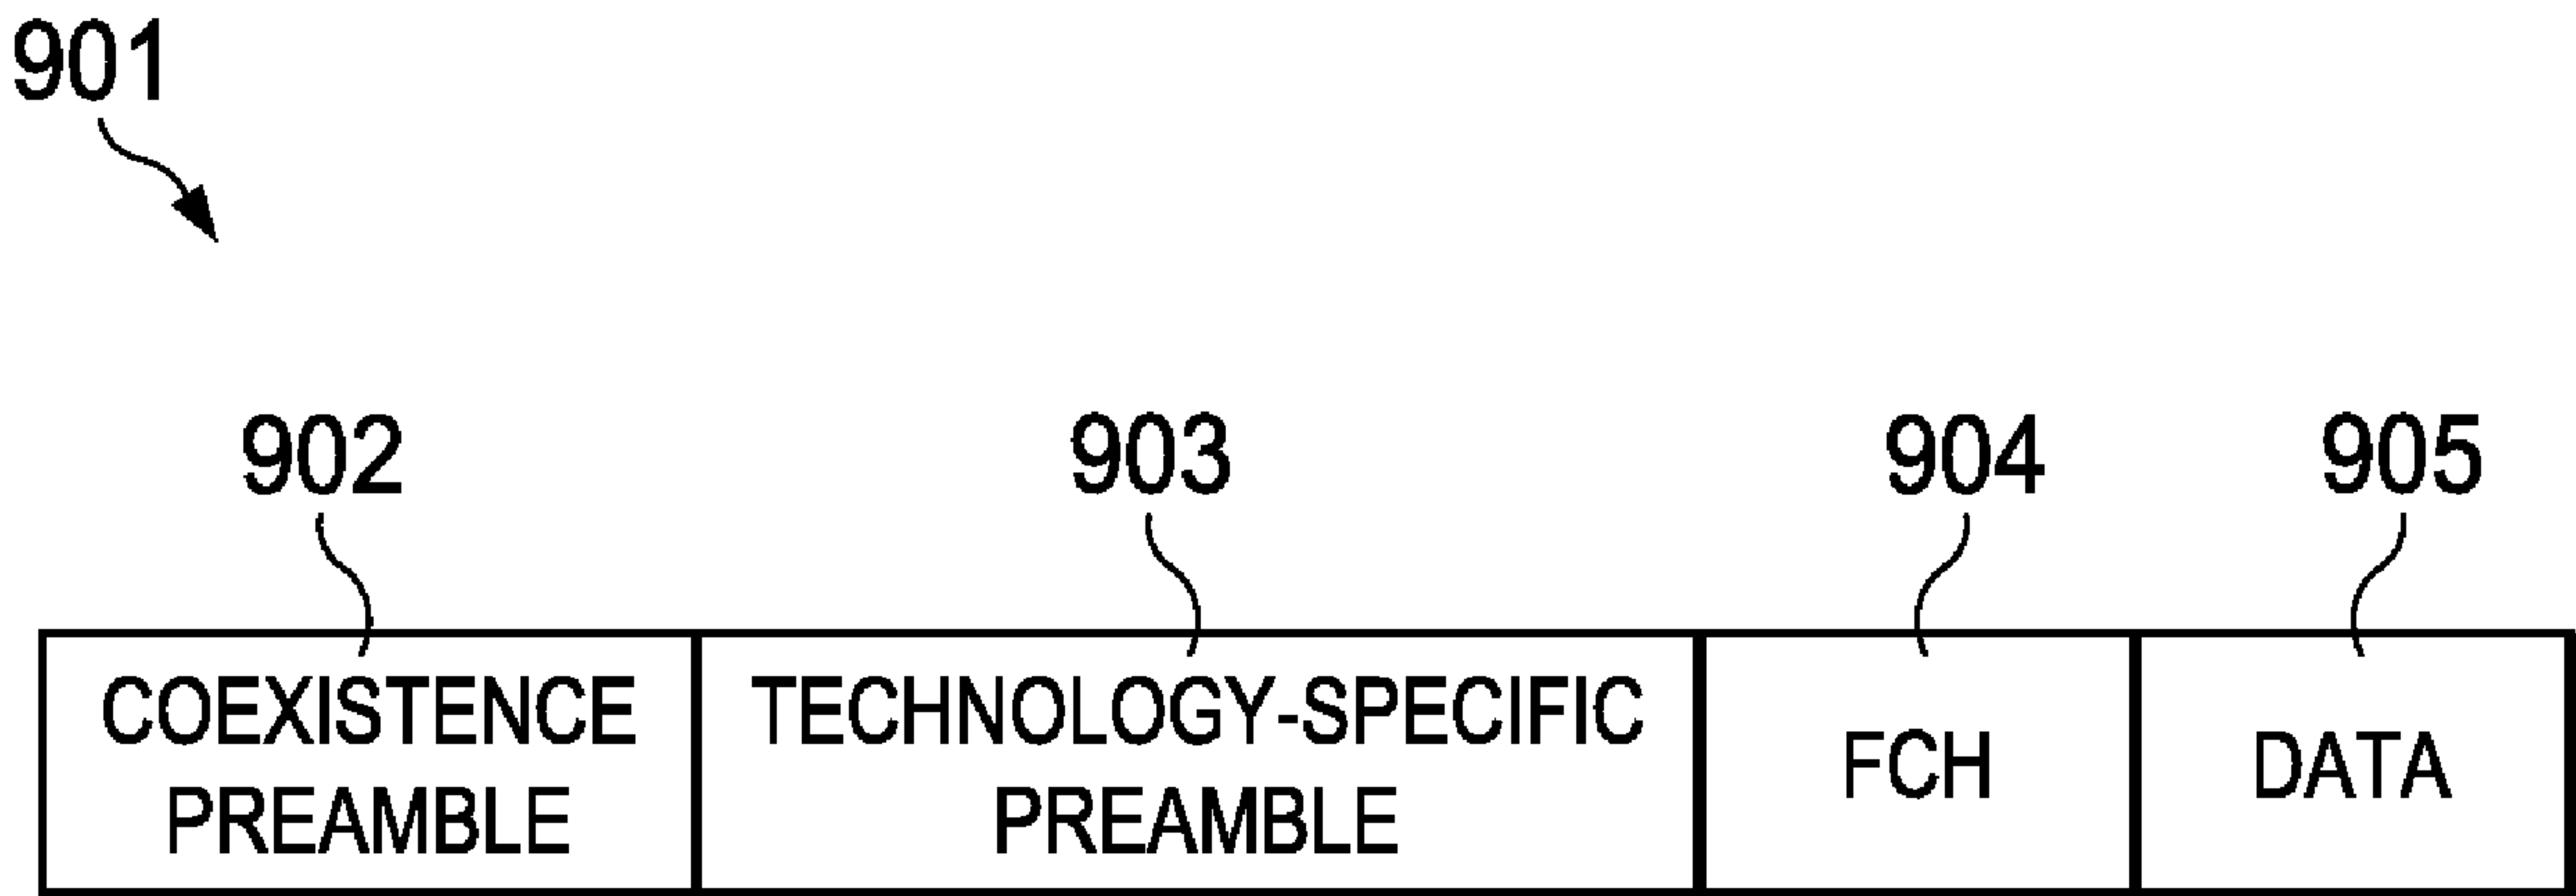 901
902 903 904 905
COEXISTENCE PREAMBLE
TECHNOLOGY-SPECIFIC PREAMBLE
FCH
DATA